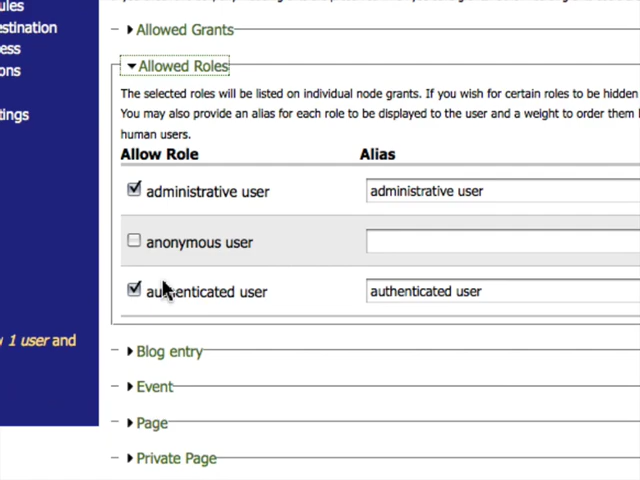 ules
estination
ess
ons
tings
1 user and
Allowed Grants
Allowed Roles
The selected roles will be listed on individual node grants. If you wish for certain roles to be hidden
You may also provide an alias for each role to be displayed to the user and a weight to order them
human users.
Allow Role Alias
administrative user administrative user
anonymous user
authenticated user authenticated user
Blog entry
Event
Page
Private Page